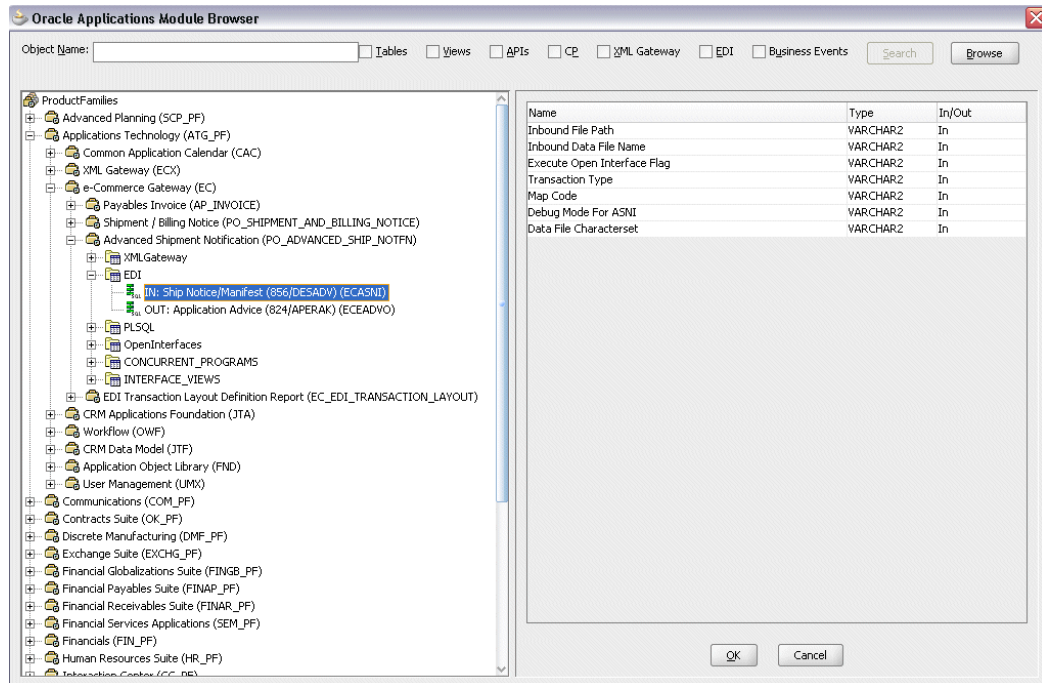 Oracle Applications Module Browser
Object Name: Tables Views APIs CP XML Gateway EDI Business Events Search Browse
ProductFamilies
Advanced Planning (SCP_PF)
Applications Technology (ATG_PF)
Common Application Calendar (CAC)
XML Gateway (ECX)
e-Commerce Gateway (EC)
Payables Invoice (AP_INVOICE)
Shipment / Billing Notice (PO_SHIPMENT_AND_BILLING_NOTICE)
Advanced Shipment Notification (PO_ADVANCED_SHIP_NOTFN)
XMLGateway
EDI
IN: Ship Notice/Manifest (856/DESADV) (ECASNI)
OUT: Application Advice (824/APERAK) (ECEADVO)
PLSQL
OpenInterfaces
CONCURRENT_PROGRAMS
INTERFACE_VIEWS
EDI Transaction Layout Definition Report (EC_EDI_TRANSACTION_LAYOUT)
CRM Applications Foundation (JTA)
Workflow (OWF)
CRM Data Model (JTF)
Application Object Library (FND)
User Management (UMX)
Communications (COM_PF)
Contracts Suite (OK_PF)
Discrete Manufacturing (DMF_PF)
Exchange Suite (EXCHG_PF)
Financial Globalizations Suite (FINGB_PF)
Financial Payables Suite (FINAP_PF)
Financial Receivables Suite (FINAR_PF)
Financial Services Applications (SEM_PF)
Financials (FIN_PF)
Human Resources Suite (HR_PF)
Interaction Center (CC_PF)
Name Type In/Out
Inbound File Path VARCHAR2 In
Inbound Data File Name VARCHAR2 In
Execute Open Interface Flag VARCHAR2 In
Transaction Type VARCHAR2 In
Map Code VARCHAR2 In
Debug Mode For ASNI VARCHAR2 In
Data File Characterset VARCHAR2 In
OK Cancel